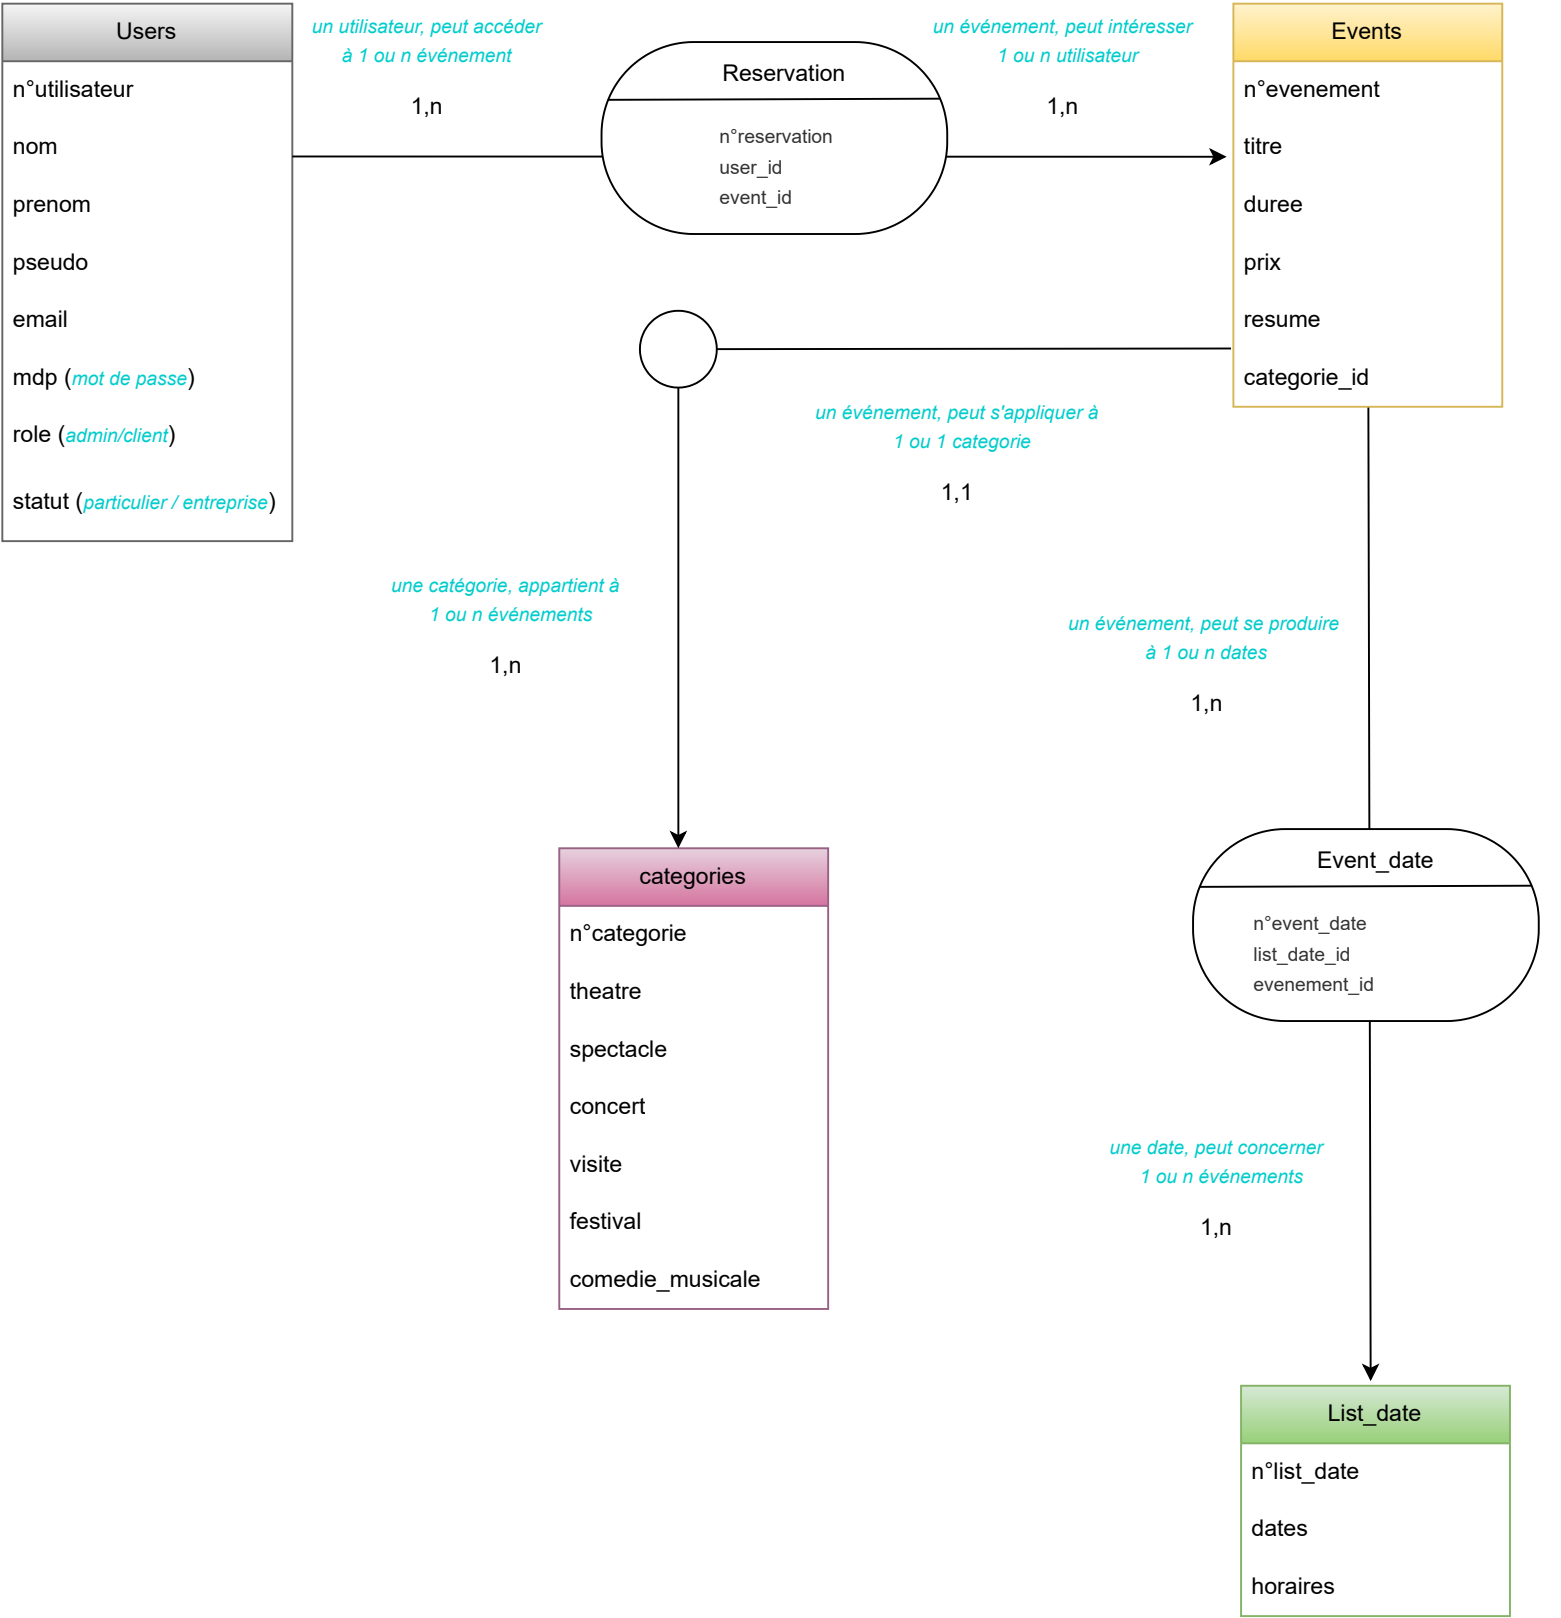 Users
n°utilisateur
nom
prenom
pseudo
email
mdp (mot de passe)
role (admin/client)
statut (particulier / entreprise)
un utilisateur, peut accéder
à 1 ou n événement
1,n
Reservation
n°reservation
user_id
event_id
un événement, peut intéresser
1 ou n utilisateur
1,n
Events
n°evenement
titre
duree
prix
resume
categorie_id
un événement, peut s'appliquer à
1 ou 1 categorie
1,1
une catégorie, appartient à
1 ou n événements
1,n
un événement, peut se produire
à 1 ou n dates
1,n
categories
n°categorie
theatre
spectacle
concert
visite
festival
comedie_musicale
Event_date
n°event_date
list_date_id
evenement_id
une date, peut concerner
1 ou n événements
1,n
List_date
n°list_date
dates
horaires